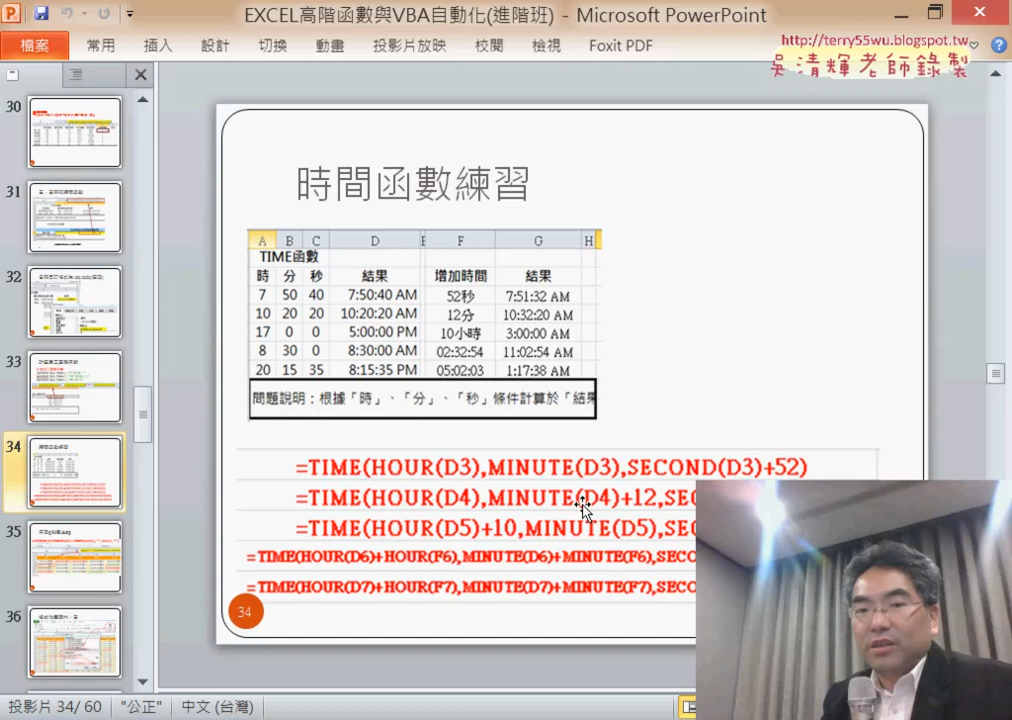 EXCEL高階函數與VBA自動化(進階班) - Microsoft PowerPoint
檔案 常用 插入 設計 切換 動畫 投影片放映 校閱 檢視 Foxit PDF
http://terry55wu.blogspot.tw
吳清輝老師錄製
30
31
32
33
34
35
36
時間函數練習
A B C D E F G H
TIME函數
時 分 秒 結果 增加時間 結果
7 50 40 7:50:40 AM 52秒 7:51:32 AM
10 20 20 10:20:20 AM 12分 10:32:20 AM
17 0 0 5:00:00 PM 10小時 3:00:00 AM
8 30 0 8:30:00 AM 02:32:54 11:02:54 AM
20 15 35 8:15:35 PM 05:02:03 1:17:38 AM
問題說明：根據「時」、「分」、「秒」條件計算於「結果
=TIME(HOUR(D3),MINUTE(D3),SECOND(D3)+52)
=TIME(HOUR(D4),MINUTE(D4)+12,SEC
=TIME(HOUR(D5)+10,MINUTE(D5),SEC
=TIME(HOUR(D6)+HOUR(F6),MINUTE(D6)+MINUTE(F6),SECO
=TIME(HOUR(D7)+HOUR(F7),MINUTE(D7)+MINUTE(F7),SECO
34
投影片 34/ 60 "公正" 中文 (台灣)